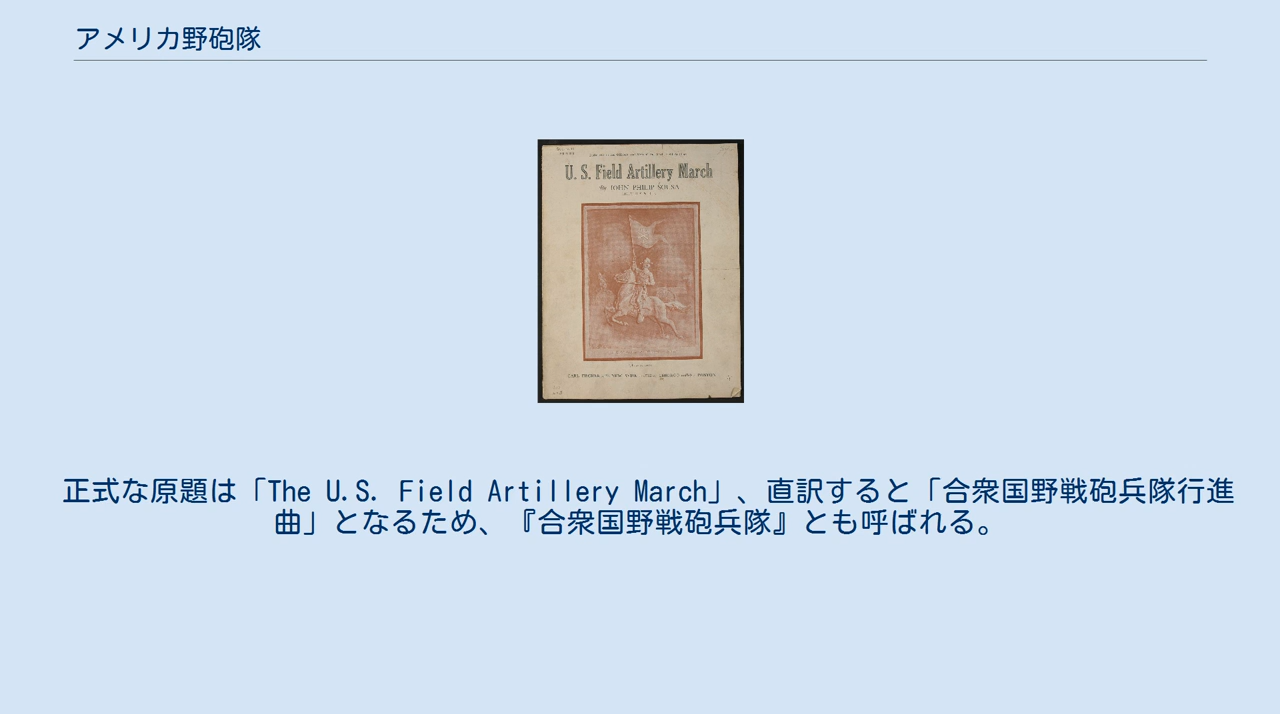 アメリカ野砲隊
U. S. Field Artillery March
By JOHN PHILIP SOUSA
正式な原題は「The U.S. Field Artillery March」、直訳すると「合衆国野戦砲兵隊行進
曲」となるため、『合衆国野戦砲兵隊』とも呼ばれる。